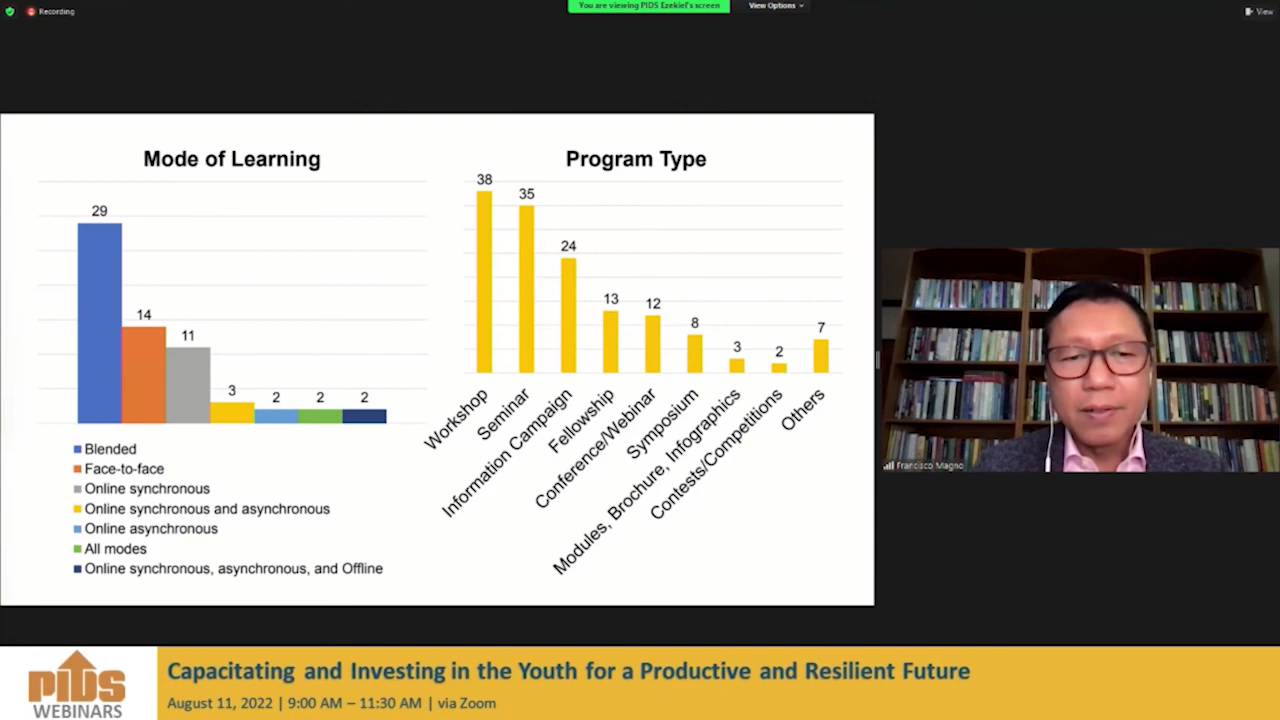 Recording
You are viewing PIDS Ezekiel's screen
View Options
View
Mode of Learning
29
14
11
3
2
2
2
Blended
Face-to-face
Online synchronous
Online synchronous and asynchronous
Online asynchronous
All modes
Online synchronous, asynchronous, and Offline
Program Type
38
35
24
13
12
8
3
2
7
Workshop
Seminar
Information Campaign
Fellowship
Conference/Webinar
Symposium
Modules, Brochure, Infographics
Contests/Competitions
Others
Francisco Magno
PIDS
WEBINARS
Capacitating and Investing in the Youth for a Productive and Resilient Future
August 11, 2022 | 9:00 AM – 11:30 AM | via Zoom